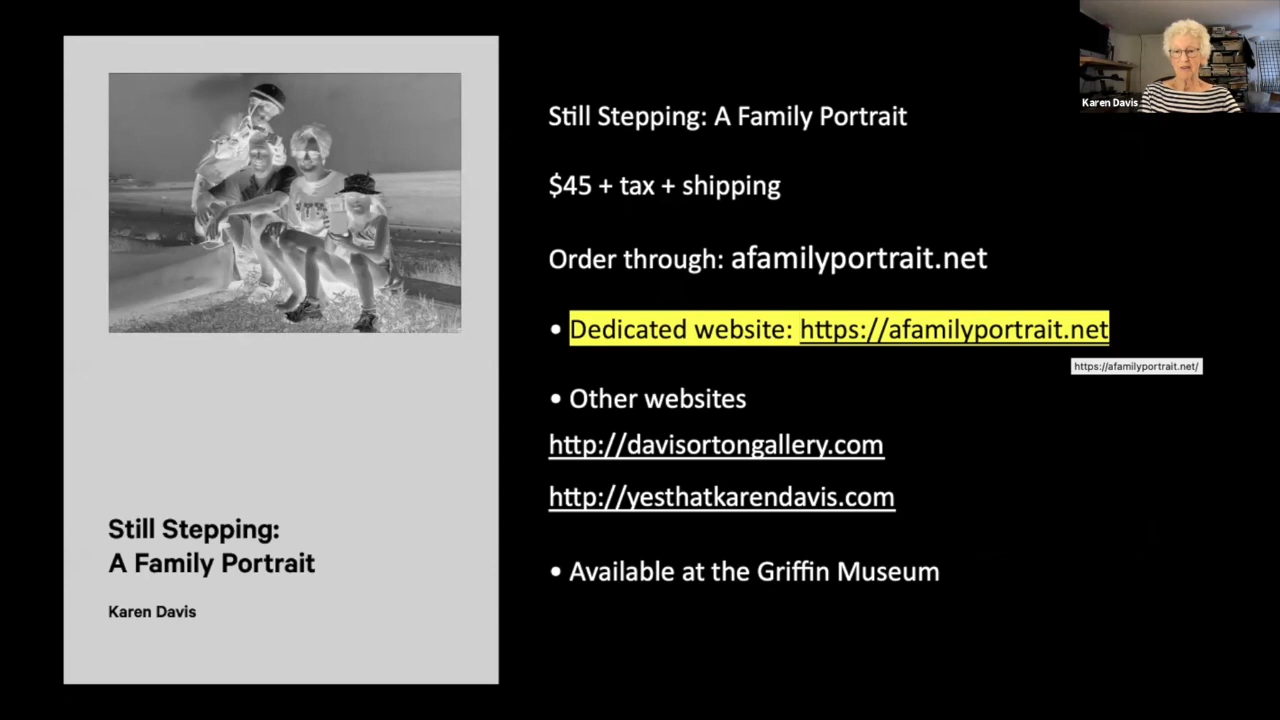 Still Stepping: A Family Portrait
$45 + tax + shipping
Order through: afamilyportrait.net
• Dedicated website: https://afamilyportrait.net
https://afamilyportrait.net/
• Other websites
http://davisortongallery.com
http://yesthatkarendavis.com
• Available at the Griffin Museum
Still Stepping:
A Family Portrait
Karen Davis
Karen Davis